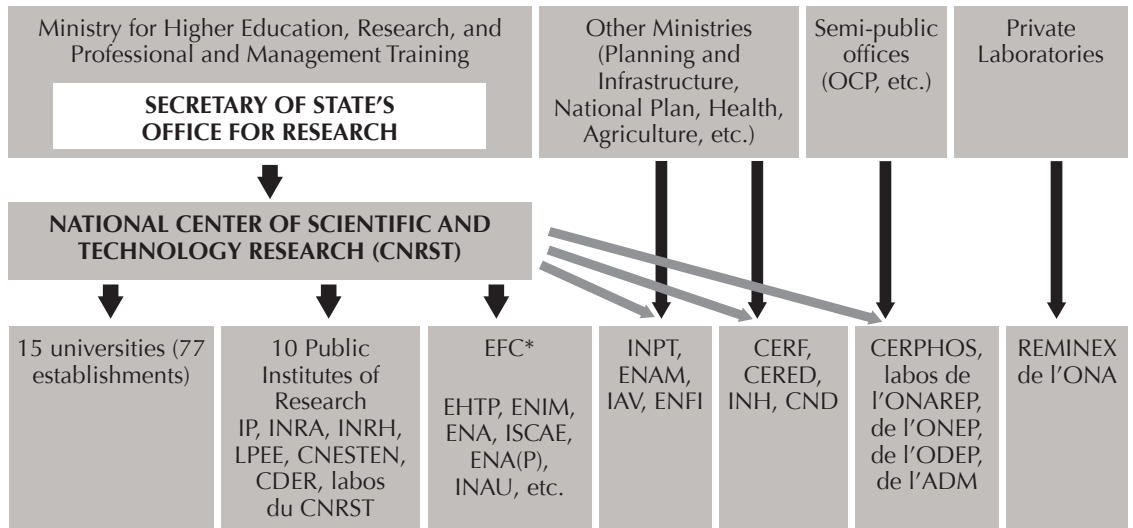 Ministry for Higher Education, Research, and
Professional and Management Training
SECRETARY OF STATE’S
OFFICE FOR RESEARCH
Other Ministries
(Planning and
Infrastructure,
National Plan, Health,
Agriculture, etc.)
Semi-public
offices
(OCP, etc.)
Private
Laboratories
NATIONAL CENTER OF SCIENTIFIC AND
TECHNOLOGY RESEARCH (CNRST)
15 universities (77
establishments)
10 Public
Institutes of
Research
IP, INRA, INRH,
LPEE, CNESTEN,
CDER, labos
du CNRST
EFC*
EHTP, ENIM,
ENA, ISCAE,
ENA(P),
INAU, etc.
INPT,
ENAM,
IAV, ENFI
CERF,
CERED,
INH, CND
CERPHOS,
labos de
l’ONAREP,
de l’ONEP,
de l’ODEP,
de l’ADM
REMINEX
de l’ONA